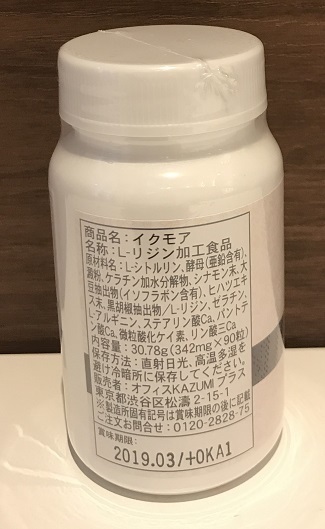 商品名：イクモア
名称：L-リジン加工食品
原材料名：L-シトルリン、酵母(亜鉛含有)、澱粉、ケラチン加水分解物、シナモン末、大
豆抽出物(イソフラボン含有)、ヒハツエキ
ス末、黒胡椒抽出物/L-リジン、ゼラチン、
L-アルギニン、ステアリン酸Ca、パントテ
ン酸Ca、微粒酸化ケイ素、リン酸三Ca
内容量：30.78g(342mg×90粒)
保存方法：直射日光、高温多湿を
避け冷暗所に保存してください。
販売者：オフィスKAZUMI プラス
東京都渋谷区松濤 2-15-1
※製造所固有記号は賞味期限の後に記載
ご注文お問合せ：0120-2828-75
賞味期限：
2019.03/+OKA1